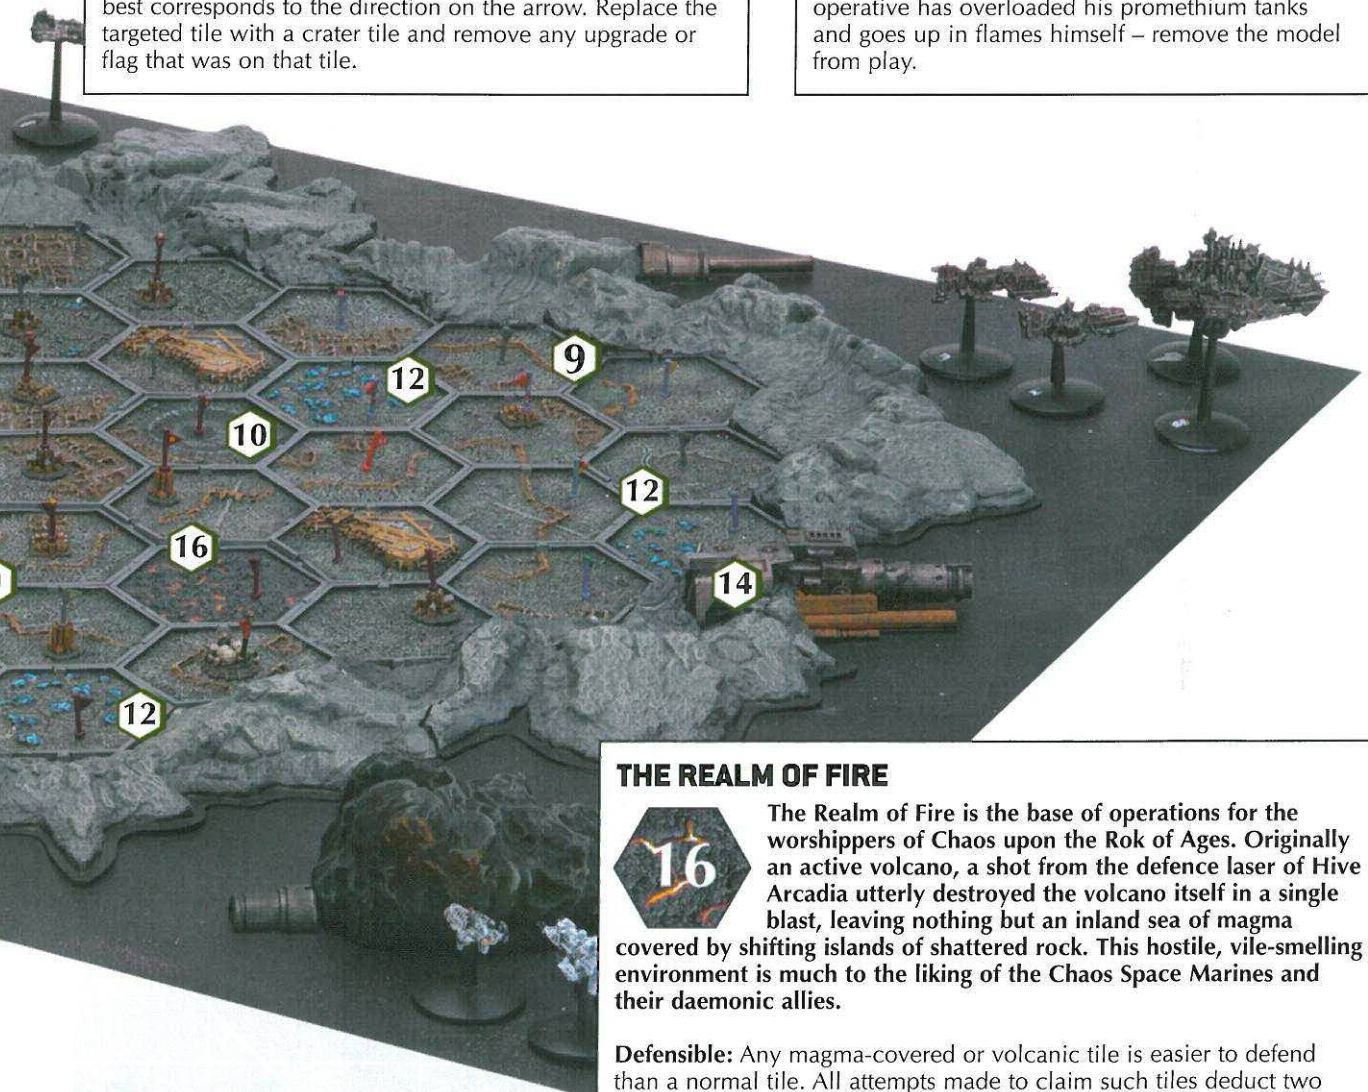 best corresponds to the direction on the arrow. Replace the
targeted tile with a crater tile and remove any upgrade or
flag that was on that tile.
operative has overloaded his promethium tanks
and goes up in flames himself – remove the model
from play.
9
12
10
12
16
14
12
THE REALM OF FIRE
16
The Realm of Fire is the base of operations for the
worshippers of Chaos upon the Rok of Ages. Originally
an active volcano, a shot from the defence laser of Hive
Arcadia utterly destroyed the volcano itself in a single
blast, leaving nothing but an inland sea of magma
covered by shifting islands of shattered rock. This hostile, vile-smelling
environment is much to the liking of the Chaos Space Marines and
their daemonic allies.
Defensible: Any magma-covered or volcanic tile is easier to defend
than a normal tile. All attempts made to claim such tiles deduct two